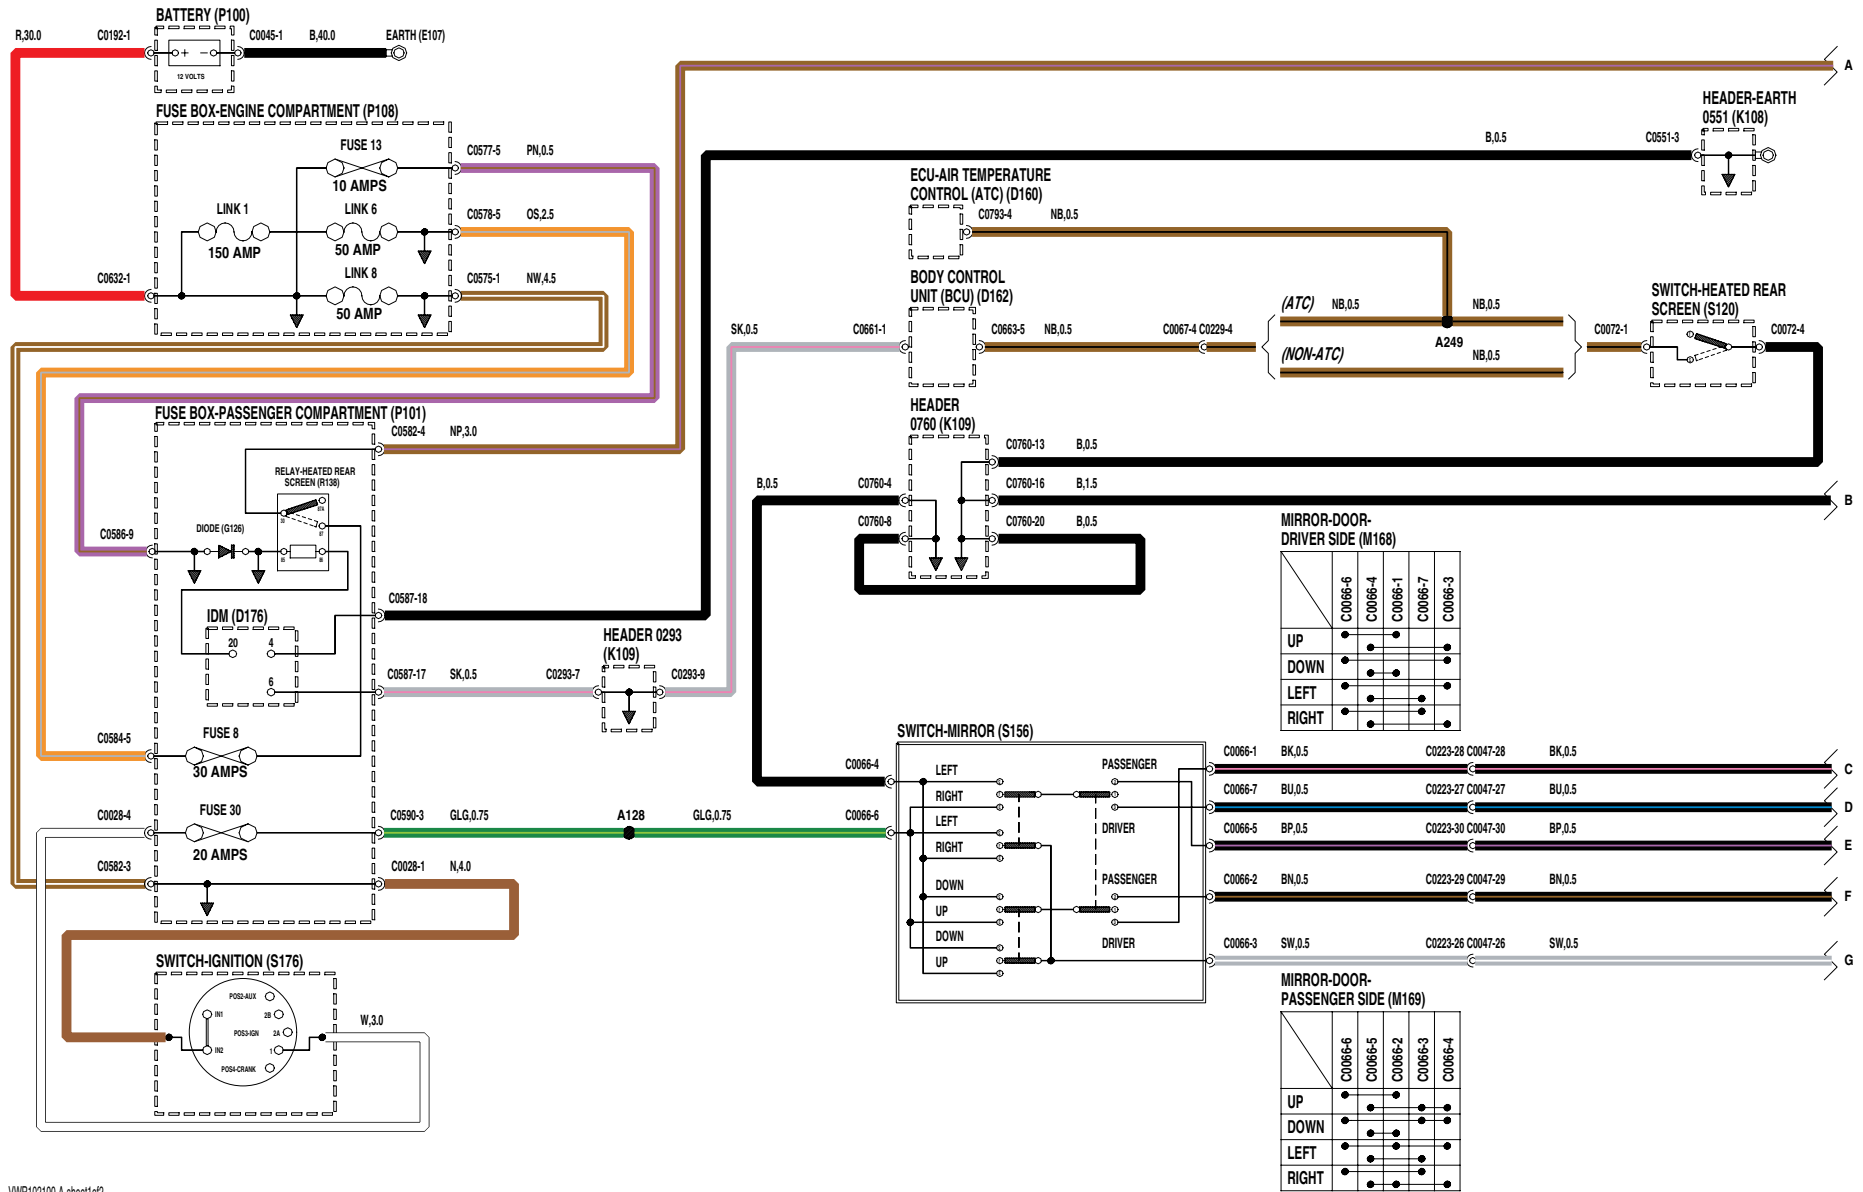 BATTERY (P100)
R,30.0
C0192-1
C0045-1
B,40.0
EARTH (E107)
+
−
12 VOLTS
A
FUSE BOX-ENGINE COMPARTMENT (P108)
FUSE 13
10 AMPS
C0577-5
PN,0.5
LINK 1
150 AMP
LINK 6
50 AMP
C0578-5
OS,2.5
LINK 8
50 AMP
C0575-1
NW,4.5
C0632-1
HEADER-EARTH
0551 (K108)
B,0.5
C0551-3
ECU-AIR TEMPERATURE
CONTROL (ATC) (D160)
C0793-4
NB,0.5
BODY CONTROL
UNIT (BCU) (D162)
SK,0.5
C0661-1
C0663-5
NB,0.5
C0067-4 C0229-4
(ATC)
NB,0.5
NB,0.5
A249
(NON-ATC)
NB,0.5
SWITCH-HEATED REAR
SCREEN (S120)
C0072-1
C0072-4
FUSE BOX-PASSENGER COMPARTMENT (P101)
C0582-4
NP,3.0
RELAY-HEATED REAR
SCREEN (R138)
30
87A
87
85
86
DIODE (G126)
C0586-9
HEADER
0760 (K109)
C0760-13
B,0.5
B,0.5
C0760-4
C0760-16
B,1.5
B
C0760-8
C0760-20
B,0.5
C0587-18
IDM (D176)
20
4
6
HEADER 0293
(K109)
C0587-17
SK,0.5
C0293-7
C0293-9
MIRROR-DOOR-
DRIVER SIDE (M168)
C0066-6
C0066-4
C0066-1
C0066-7
C0066-3
UP
DOWN
LEFT
RIGHT
C0584-5
FUSE 8
30 AMPS
C0028-4
FUSE 30
20 AMPS
C0590-3
GLG,0.75
A128
GLG,0.75
C0066-6
C0582-3
C0028-1
N,4.0
SWITCH-MIRROR (S156)
C0066-4
LEFT
RIGHT
LEFT
RIGHT
DOWN
UP
DOWN
UP
PASSENGER
DRIVER
PASSENGER
DRIVER
C0066-1
BK,0.5
C0223-28 C0047-28
BK,0.5
C
C0066-7
BU,0.5
C0223-27 C0047-27
BU,0.5
D
C0066-5
BP,0.5
C0223-30 C0047-30
BP,0.5
E
C0066-2
BN,0.5
C0223-29 C0047-29
BN,0.5
F
C0066-3
SW,0.5
C0223-26 C0047-26
SW,0.5
G
SWITCH-IGNITION (S176)
POS2-AUX
IN1
2B
POS3-IGN
2A
IN2
1
POS4-CRANK
W,3.0
MIRROR-DOOR-
PASSENGER SIDE (M169)
C0066-6
C0066-5
C0066-2
C0066-3
C0066-4
UP
DOWN
LEFT
RIGHT